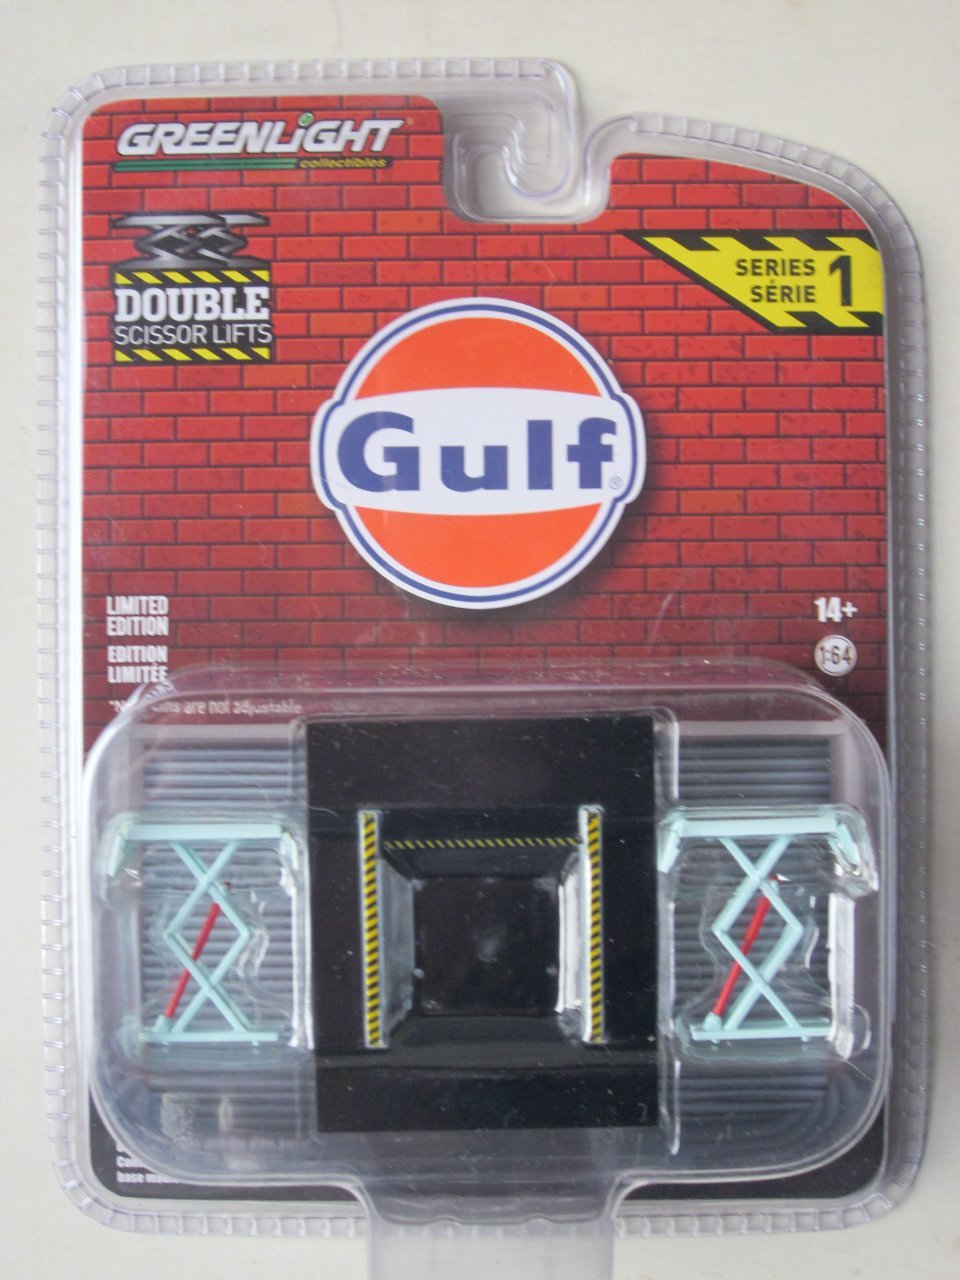 GREENLiGHT
collectibles
DOUBLE
SCISSOR LIFTS
SERIES 1
SÉRIE
Gulf
LIMITED
EDITION
EDITION
LIMITÉE
14+
1:64
are not adjustable